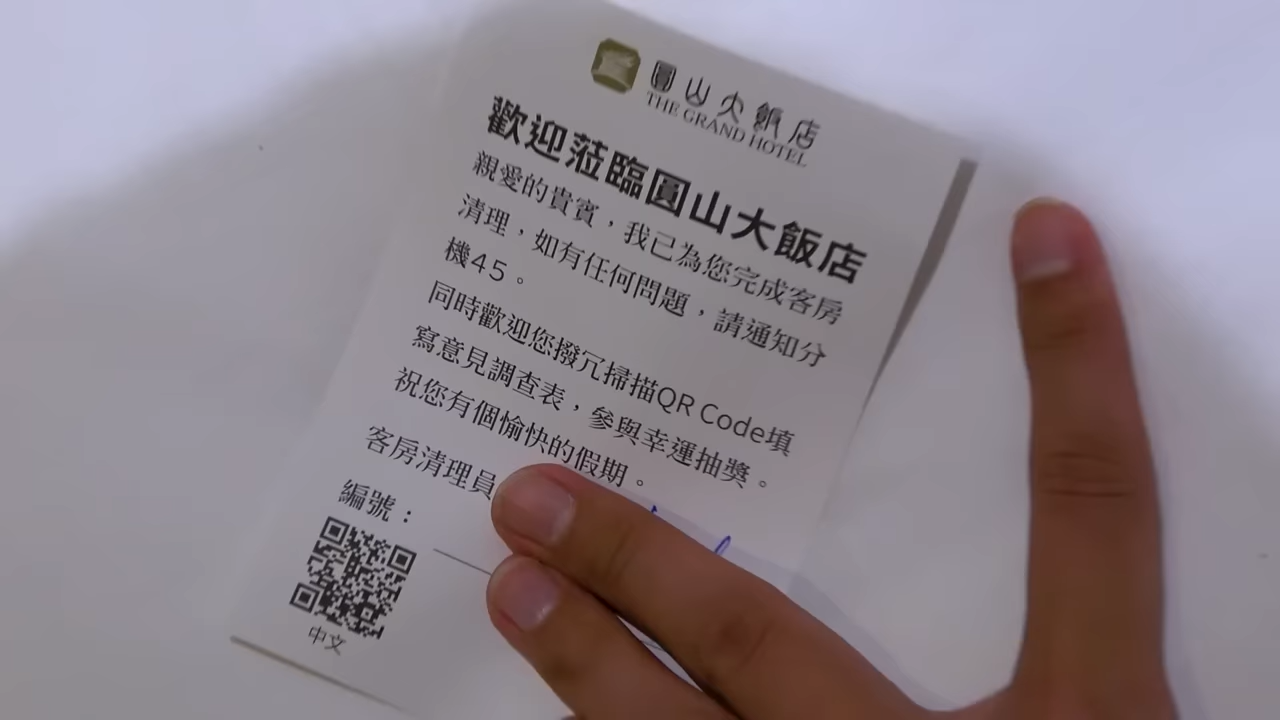 圓山大飯店
THE GRAND HOTEL
歡迎蒞臨圓山大飯店
親愛的貴賓，我已為您完成客房
清理，如有任何問題，請通知分
機45。
同時歡迎您撥冗掃描QR Code填
寫意見調查表，參與幸運抽獎。
祝您有個愉快的假期。
客房清理員
編號：
中文